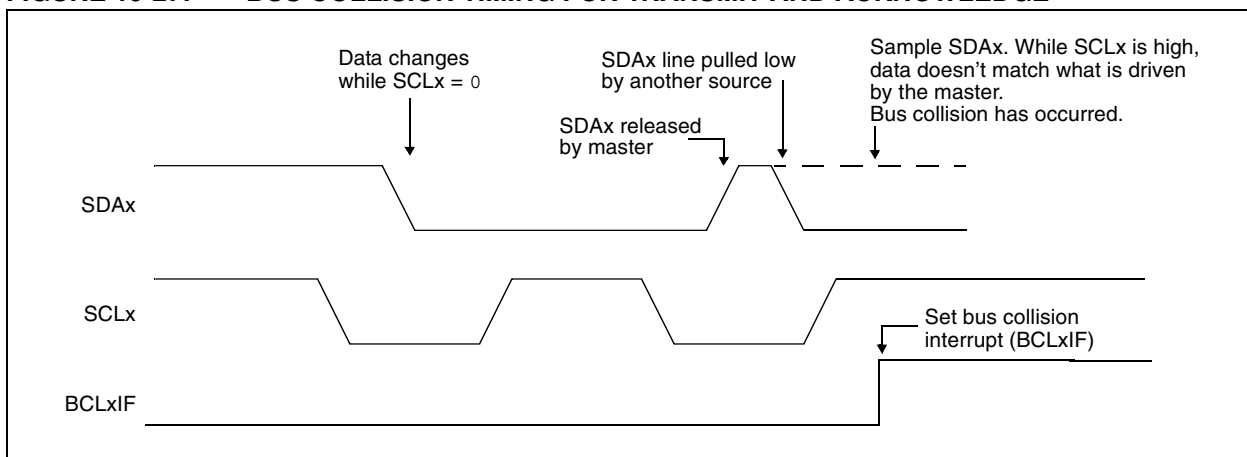 Data changes
while SCLx = 0
SDAx line pulled low
by another source
Sample SDAx. While SCLx is high,
data doesn't match what is driven
by the master.
Bus collision has occurred.
SDAx released
by master
SDAx
SCLx
Set bus collision
interrupt (BCLxIF)
BCLxIF